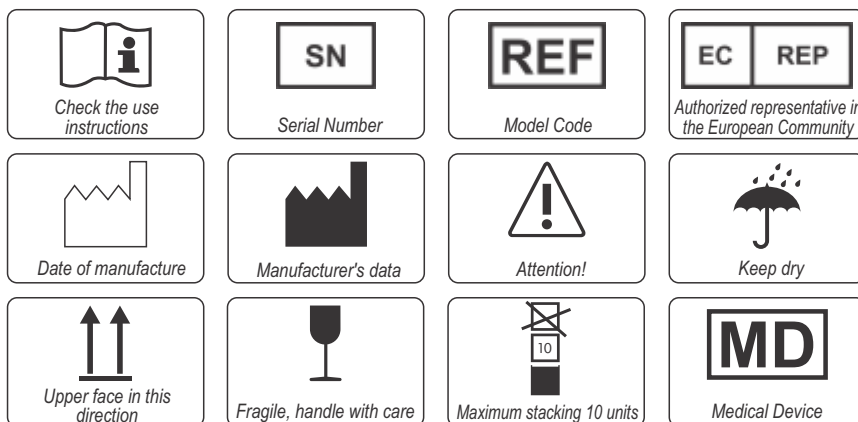 i
Check the use
instructions
SN
Serial Number
REF
Model Code
EC REP
Authorized representative in
the European Community
Date of manufacture
Manufacturer's data
!
Attention!
Keep dry
Upper face in this
direction
Fragile, handle with care
10
Maximum stacking 10 units
MD
Medical Device